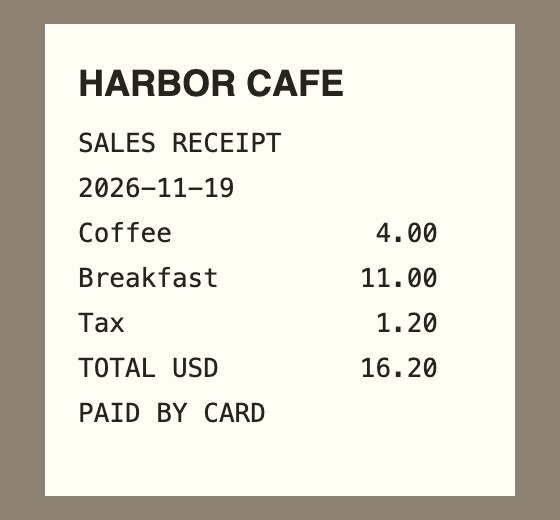 HARBOR CAFE
SALES RECEIPT
2026-11-19
Coffee 4.00
Breakfast 11.00
Tax 1.20
TOTAL USD 16.20
PAID BY CARD